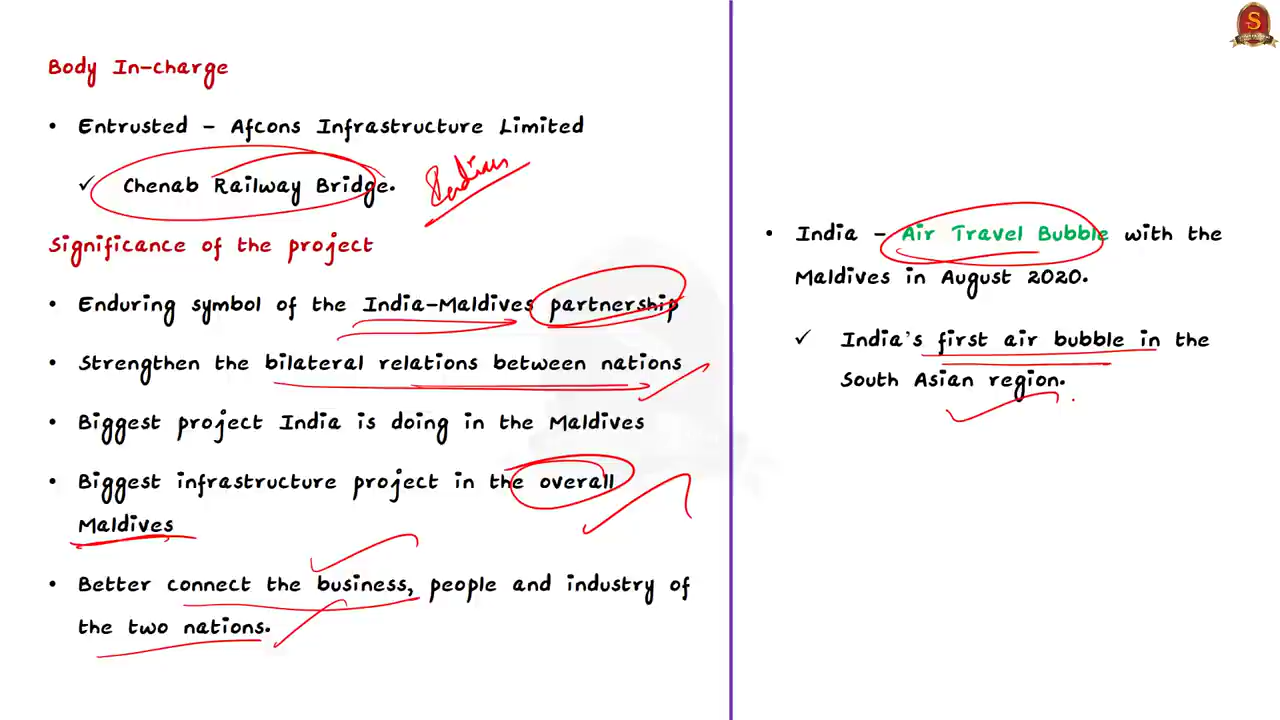 Body In-charge
• Entrusted - Afcons Infrastructure Limited
✓ Chenab Railway Bridge.
Significance of the project
• Enduring symbol of the India-Maldives partnership
• Strengthen the bilateral relations between nations
• Biggest project India is doing in the Maldives
• Biggest infrastructure project in the overall
Maldives
• Better connect the business, people and industry of
the two nations.
• India - Air Travel Bubble with the
Maldives in August 2020.
✓ India's first air bubble in the
South Asian region.